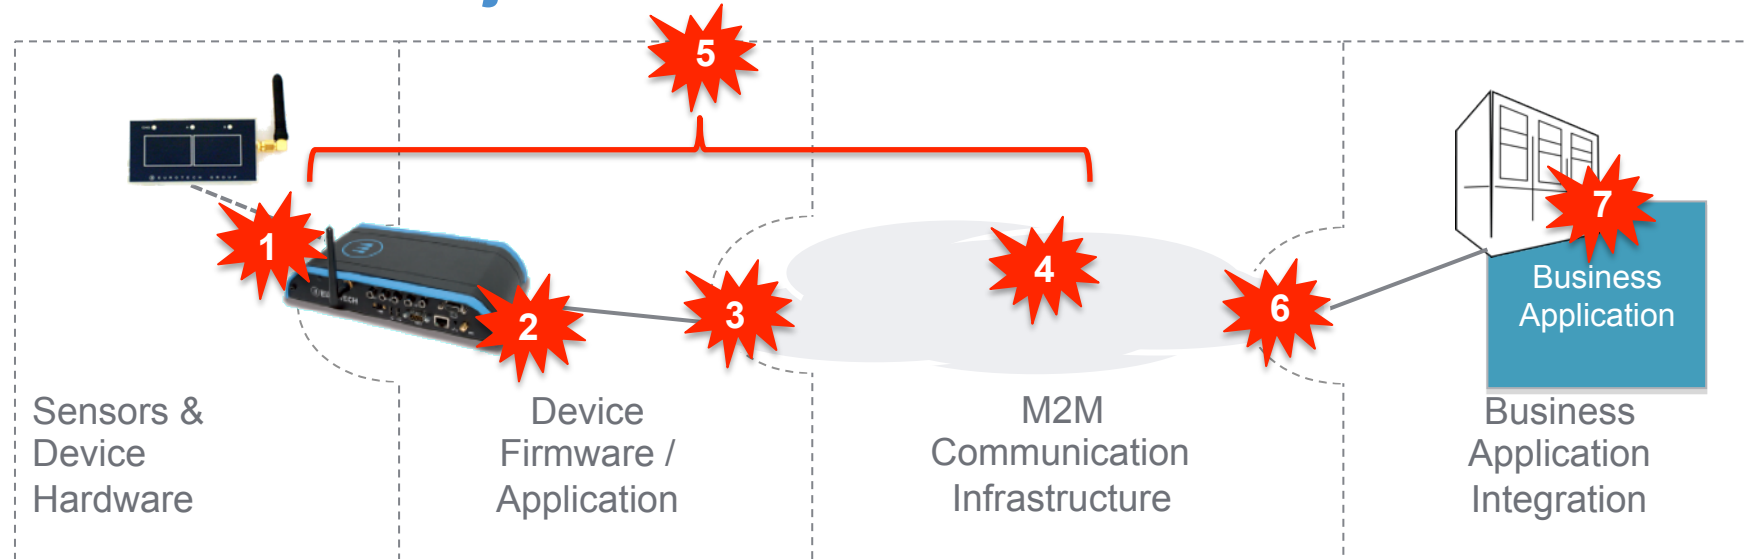 5
1
2
3
4
6
7
Business
Application
Sensors &
Device
Hardware
Device
Firmware /
Application
M2M
Communication
Infrastructure
Business
Application
Integration